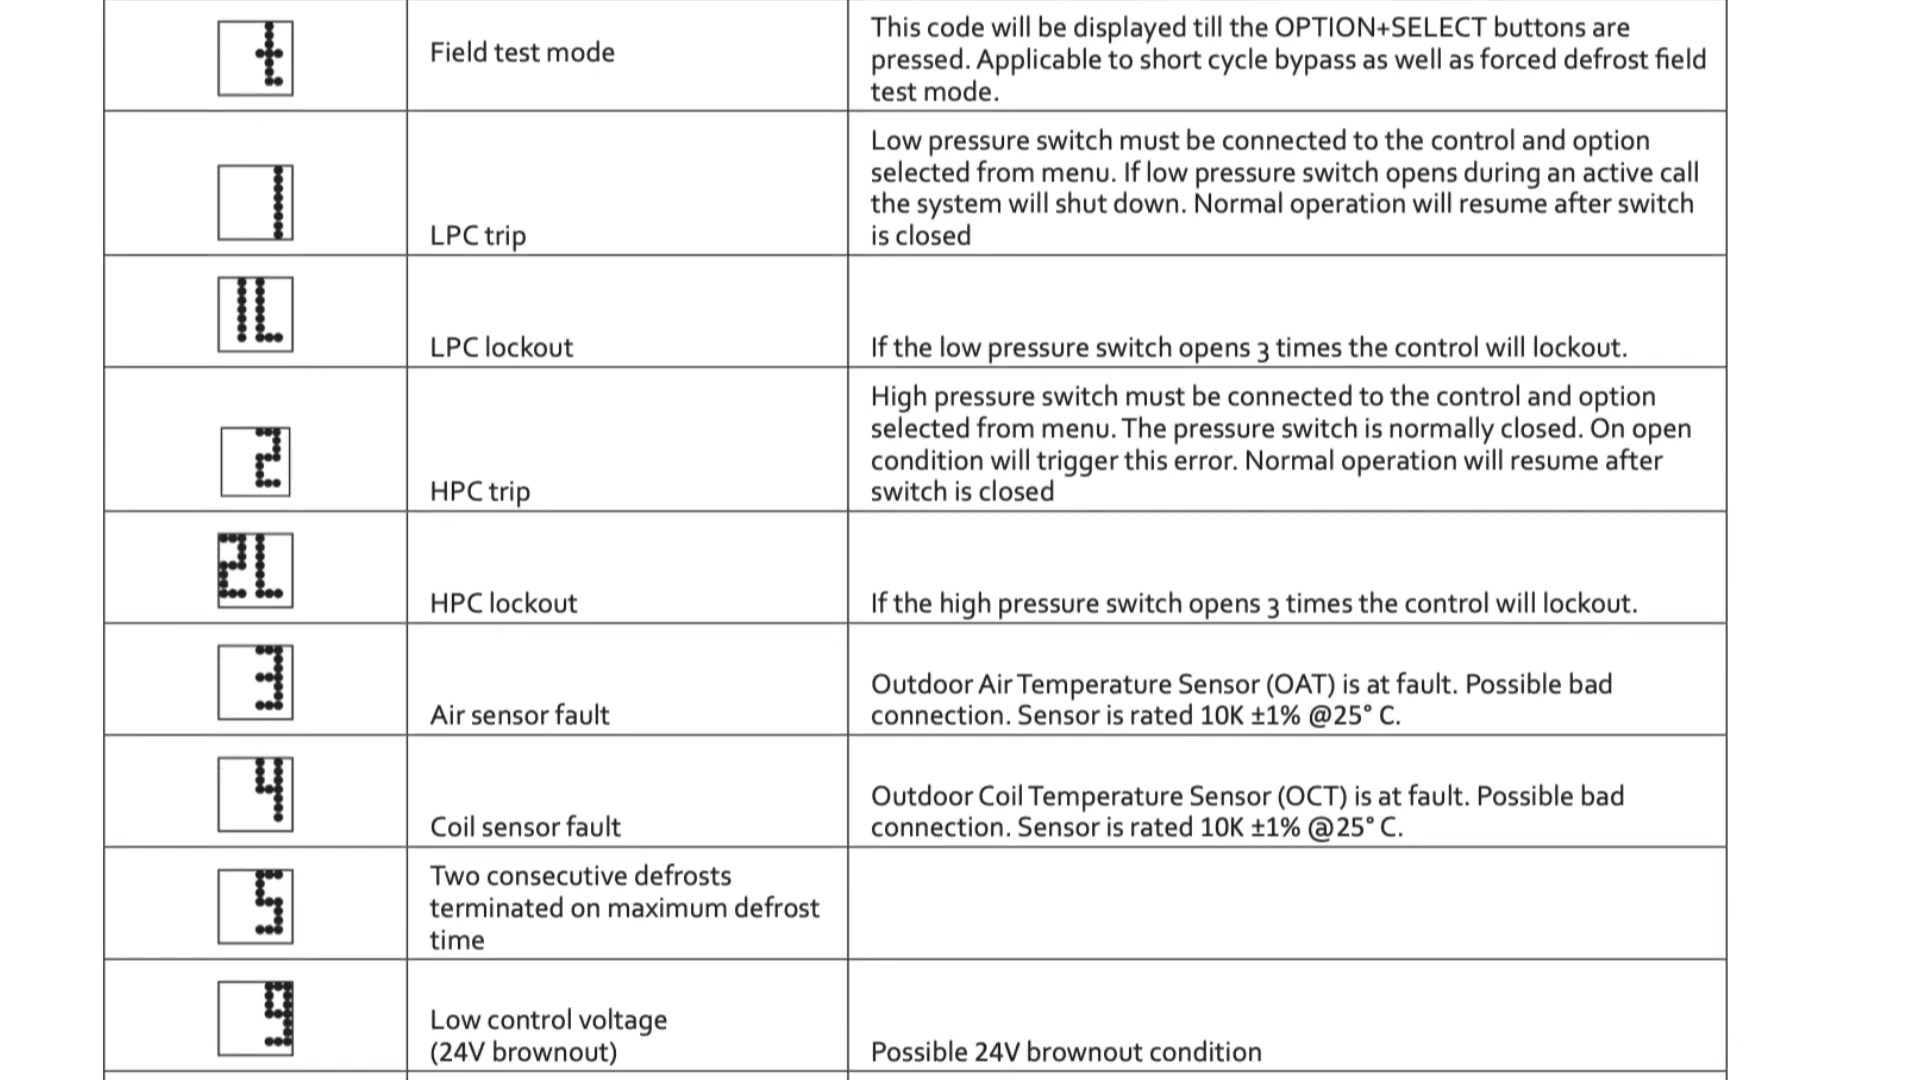 t
Field test mode
This code will be displayed till the OPTION+SELECT buttons are
pressed. Applicable to short cycle bypass as well as forced defrost field
test mode.
1
LPC trip
Low pressure switch must be connected to the control and option
selected from menu. If low pressure switch opens during an active call
the system will shut down. Normal operation will resume after switch
is closed
1L
LPC lockout
If the low pressure switch opens 3 times the control will lockout.
2
HPC trip
High pressure switch must be connected to the control and option
selected from menu. The pressure switch is normally closed. On open
condition will trigger this error. Normal operation will resume after
switch is closed
2L
HPC lockout
If the high pressure switch opens 3 times the control will lockout.
3
Air sensor fault
Outdoor Air Temperature Sensor (OAT) is at fault. Possible bad
connection. Sensor is rated 10K ±1% @25° C.
4
Coil sensor fault
Outdoor Coil Temperature Sensor (OCT) is at fault. Possible bad
connection. Sensor is rated 10K ±1% @25° C.
5
Two consecutive defrosts
terminated on maximum defrost
time
9
Low control voltage
(24V brownout)
Possible 24V brownout condition